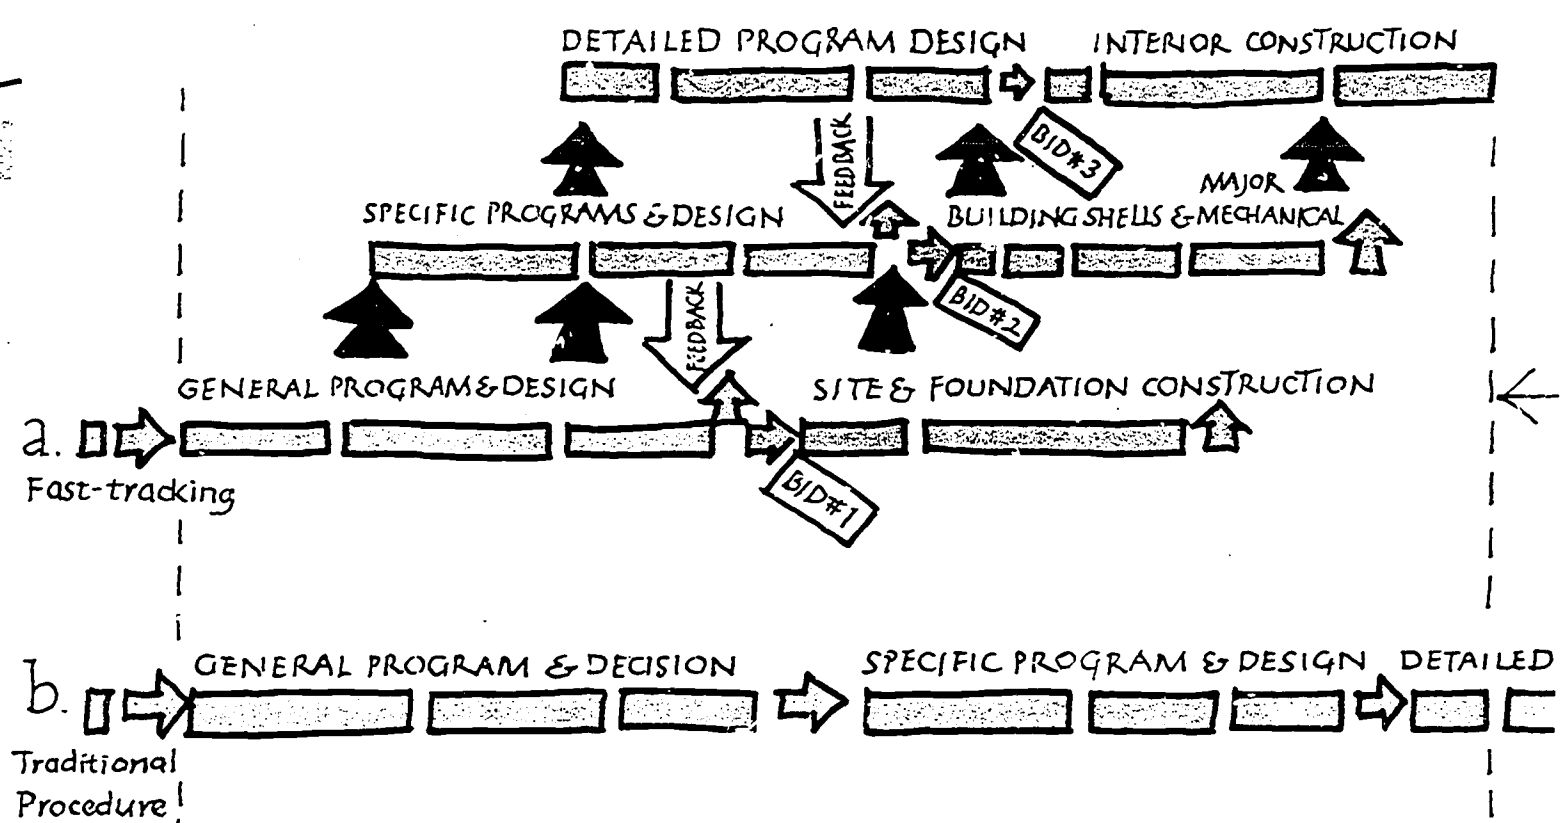 DETAILED PROGRAM DESIGN INTERIOR CONSTRUCTION
FEEDBACK
BID#3
MAJOR
SPECIFIC PROGRAMS & DESIGN BUILDING SHELLS & MECHANICAL
FEEDBACK
BID#2
GENERAL PROGRAM & DESIGN SITE & FOUNDATION CONSTRUCTION
a.
Fast-tracking
BID#1
b. GENERAL PROGRAM & DECISION SPECIFIC PROGRAM & DESIGN DETAILED
Traditional
Procedure